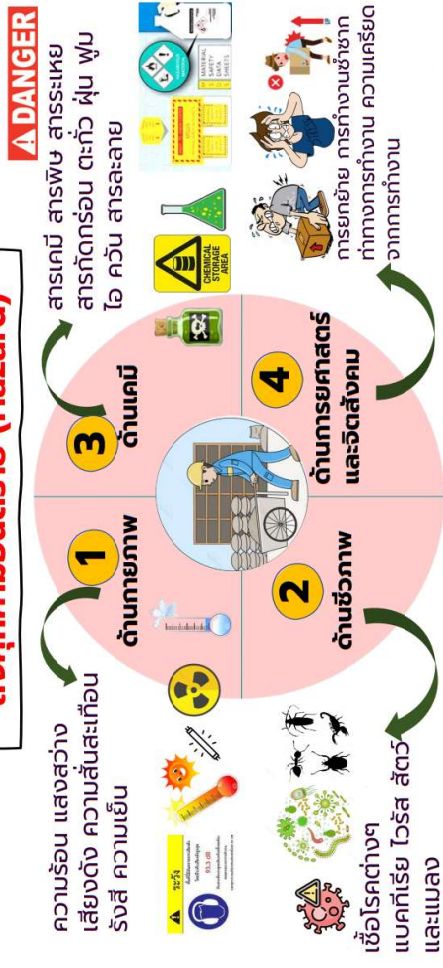 (Hazard)
DANGER
1
ด้านกายภาพ
ความร้อน แสงสว่าง
เสียงดัง ความสั่นสะเทือน
รังสี ความเย็น
ระวัง
93.3 dB
2
ด้านชีวภาพ
เชื้อโรคต่างๆ
แบคทีเรีย ไวรัส สัตว์
และแมลง
3
ด้านเคมี
สารเคมี สารพิษ สารระเหย
สารกัดกร่อน ตะกั่ว ฝุ่น ฟูม
ไอ ควัน สารละลาย
CHEMICAL
STORAGE
AREA
MATERIAL
SAFETY
DATA
SHEETS
4
ด้านการยศาสตร์
และจิตสังคม
การยกย้าย การทำงานซ้ำซาก
ท่าทางการทำงาน ความเครียด
จากการทำงาน